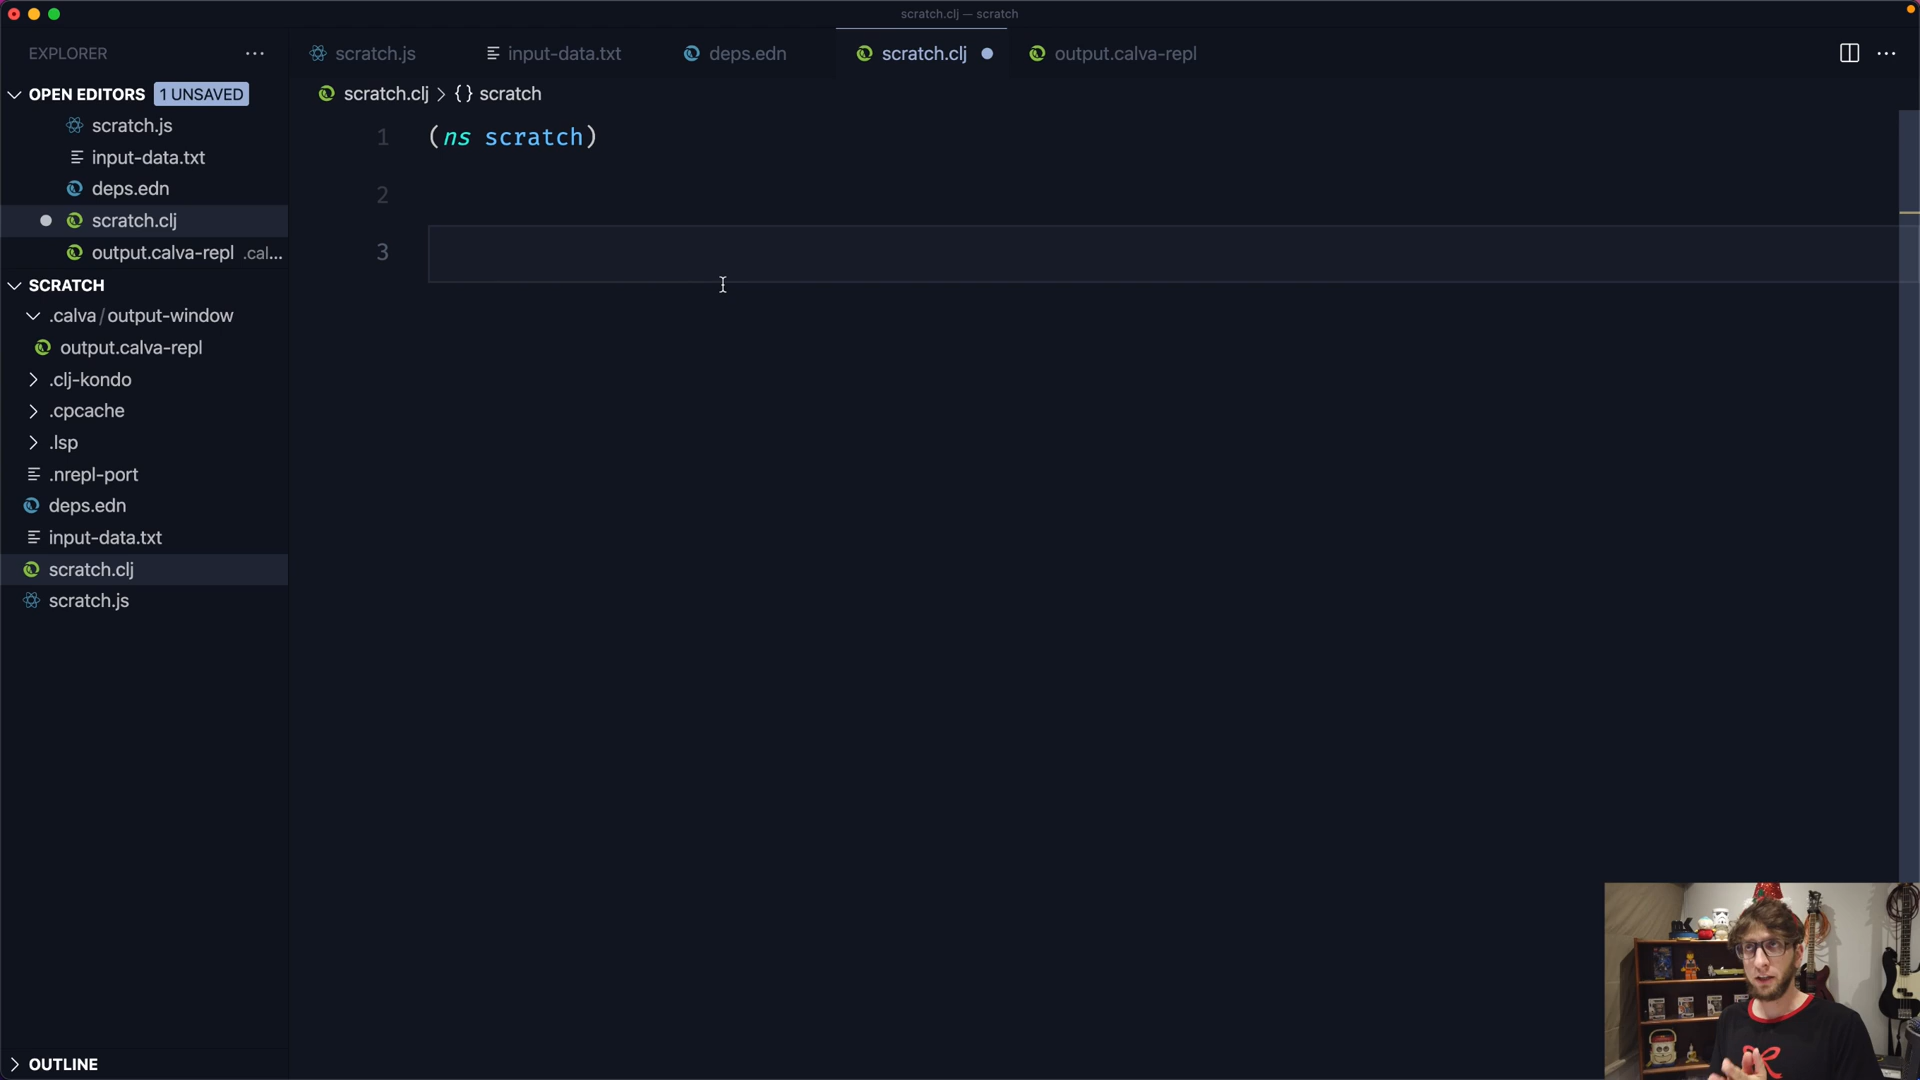 scratch.clj — scratch
EXPLORER
scratch.js
input-data.txt
deps.edn
scratch.clj
output.calva-repl
OPEN EDITORS 1 UNSAVED
scratch.js
input-data.txt
deps.edn
scratch.clj
output.calva-repl .cal...
SCRATCH
.calva/output-window
output.calva-repl
.clj-kondo
.cpcache
.lsp
.nrepl-port
deps.edn
input-data.txt
scratch.clj
scratch.js
OUTLINE
scratch.clj > {} scratch
1 (ns scratch)
2
3